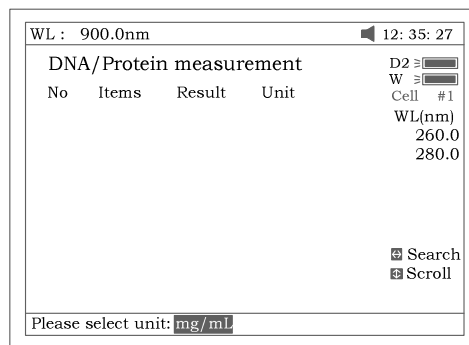 WL : 900.0nm 12: 35: 27
DNA/Protein measurement
No Items Result Unit
D2
W
Cell #1
WL(nm)
260.0
280.0
Search
Scroll
Please select unit: mg/mL